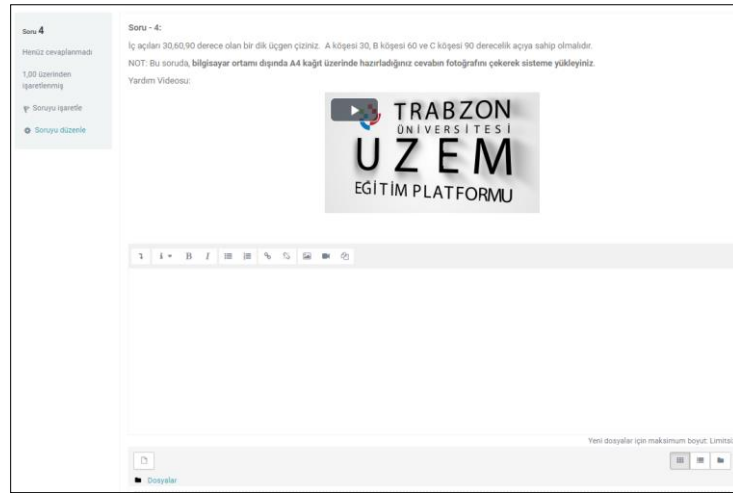 Soru 4
Henüz cevaplanmadı
1,00 üzerinden
işaretlenmiş
Soruyu işaretle
Soruyu düzenle
Soru - 4:
İç açıları 30,60,90 derece olan bir dik üçgen çiziniz. A köşesi 30, B köşesi 60 ve C köşesi 90 derecelik açıya sahip olmalıdır.
NOT: Bu soruda, bilgisayar ortamı dışında A4 kağıt üzerinde hazırladığınız cevabın fotoğrafını çekerek sisteme yükleyiniz.
Yardım Videosu:
TRABZON
ÜNİVERSİTESİ
UZEM
EĞİTİM PLATFORMU
B I
Yeni dosyalar için maksimum boyut: Limitsi
Dosyalar